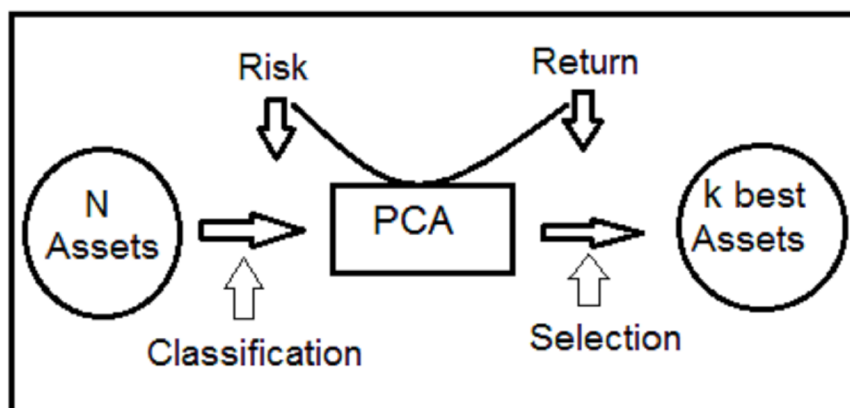 Risk
Return
N
Assets
PCA
k best
Assets
Classification
Selection